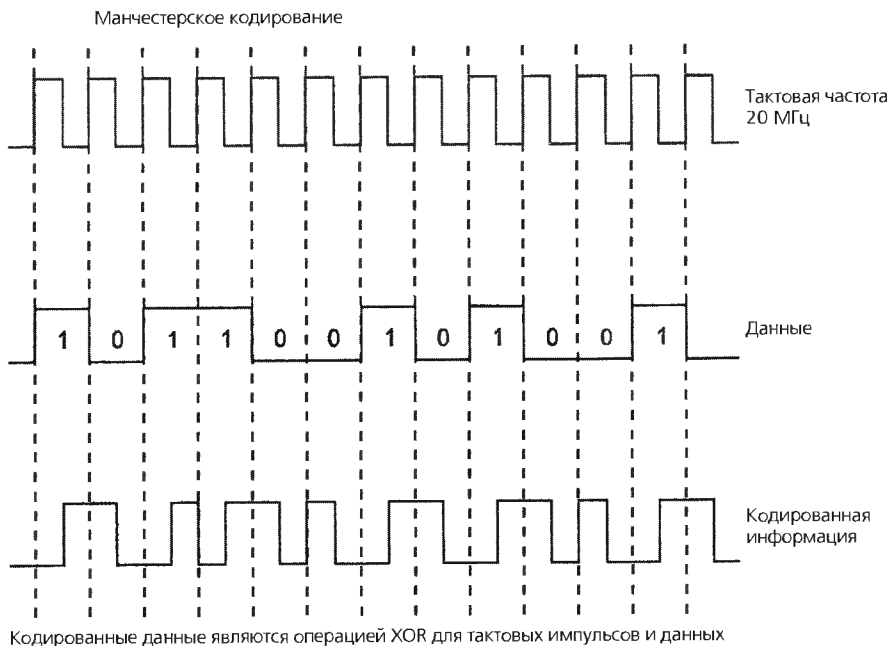 Манчестерское кодирование
Тактовая частота
20 МГц
1 0 1 1 0 0 1 0 1 0 0 1
Данные
Кодированная
информация
Кодированные данные являются операцией XOR для тактовых импульсов и данных